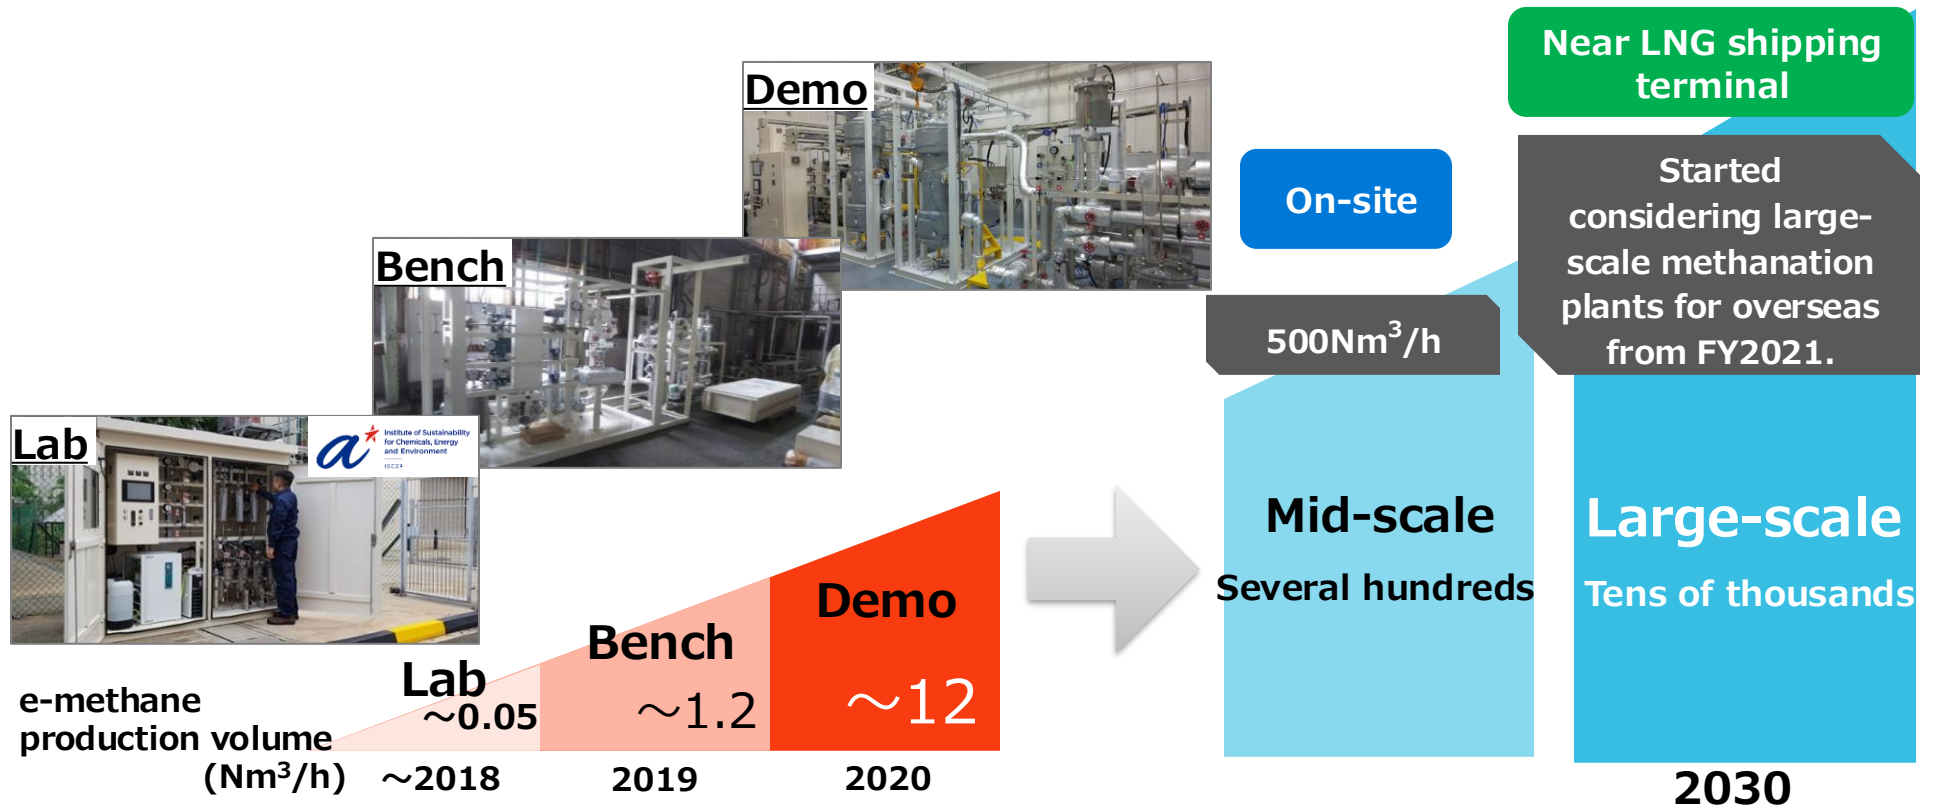 Near LNG shipping
terminal
Demo
On-site
Started
considering large-
scale methanation
plants for overseas
from FY2021.
Bench
500Nm³/h
Lab
a
Institute of Sustainability
for Chemicals, Energy
and Environment
Mid-scale
Several hundreds
Large-scale
Tens of thousands
Demo
～12
Bench
～1.2
Lab
～0.05
e-methane
production volume
(Nm³/h)
～2018
2019
2020
2030